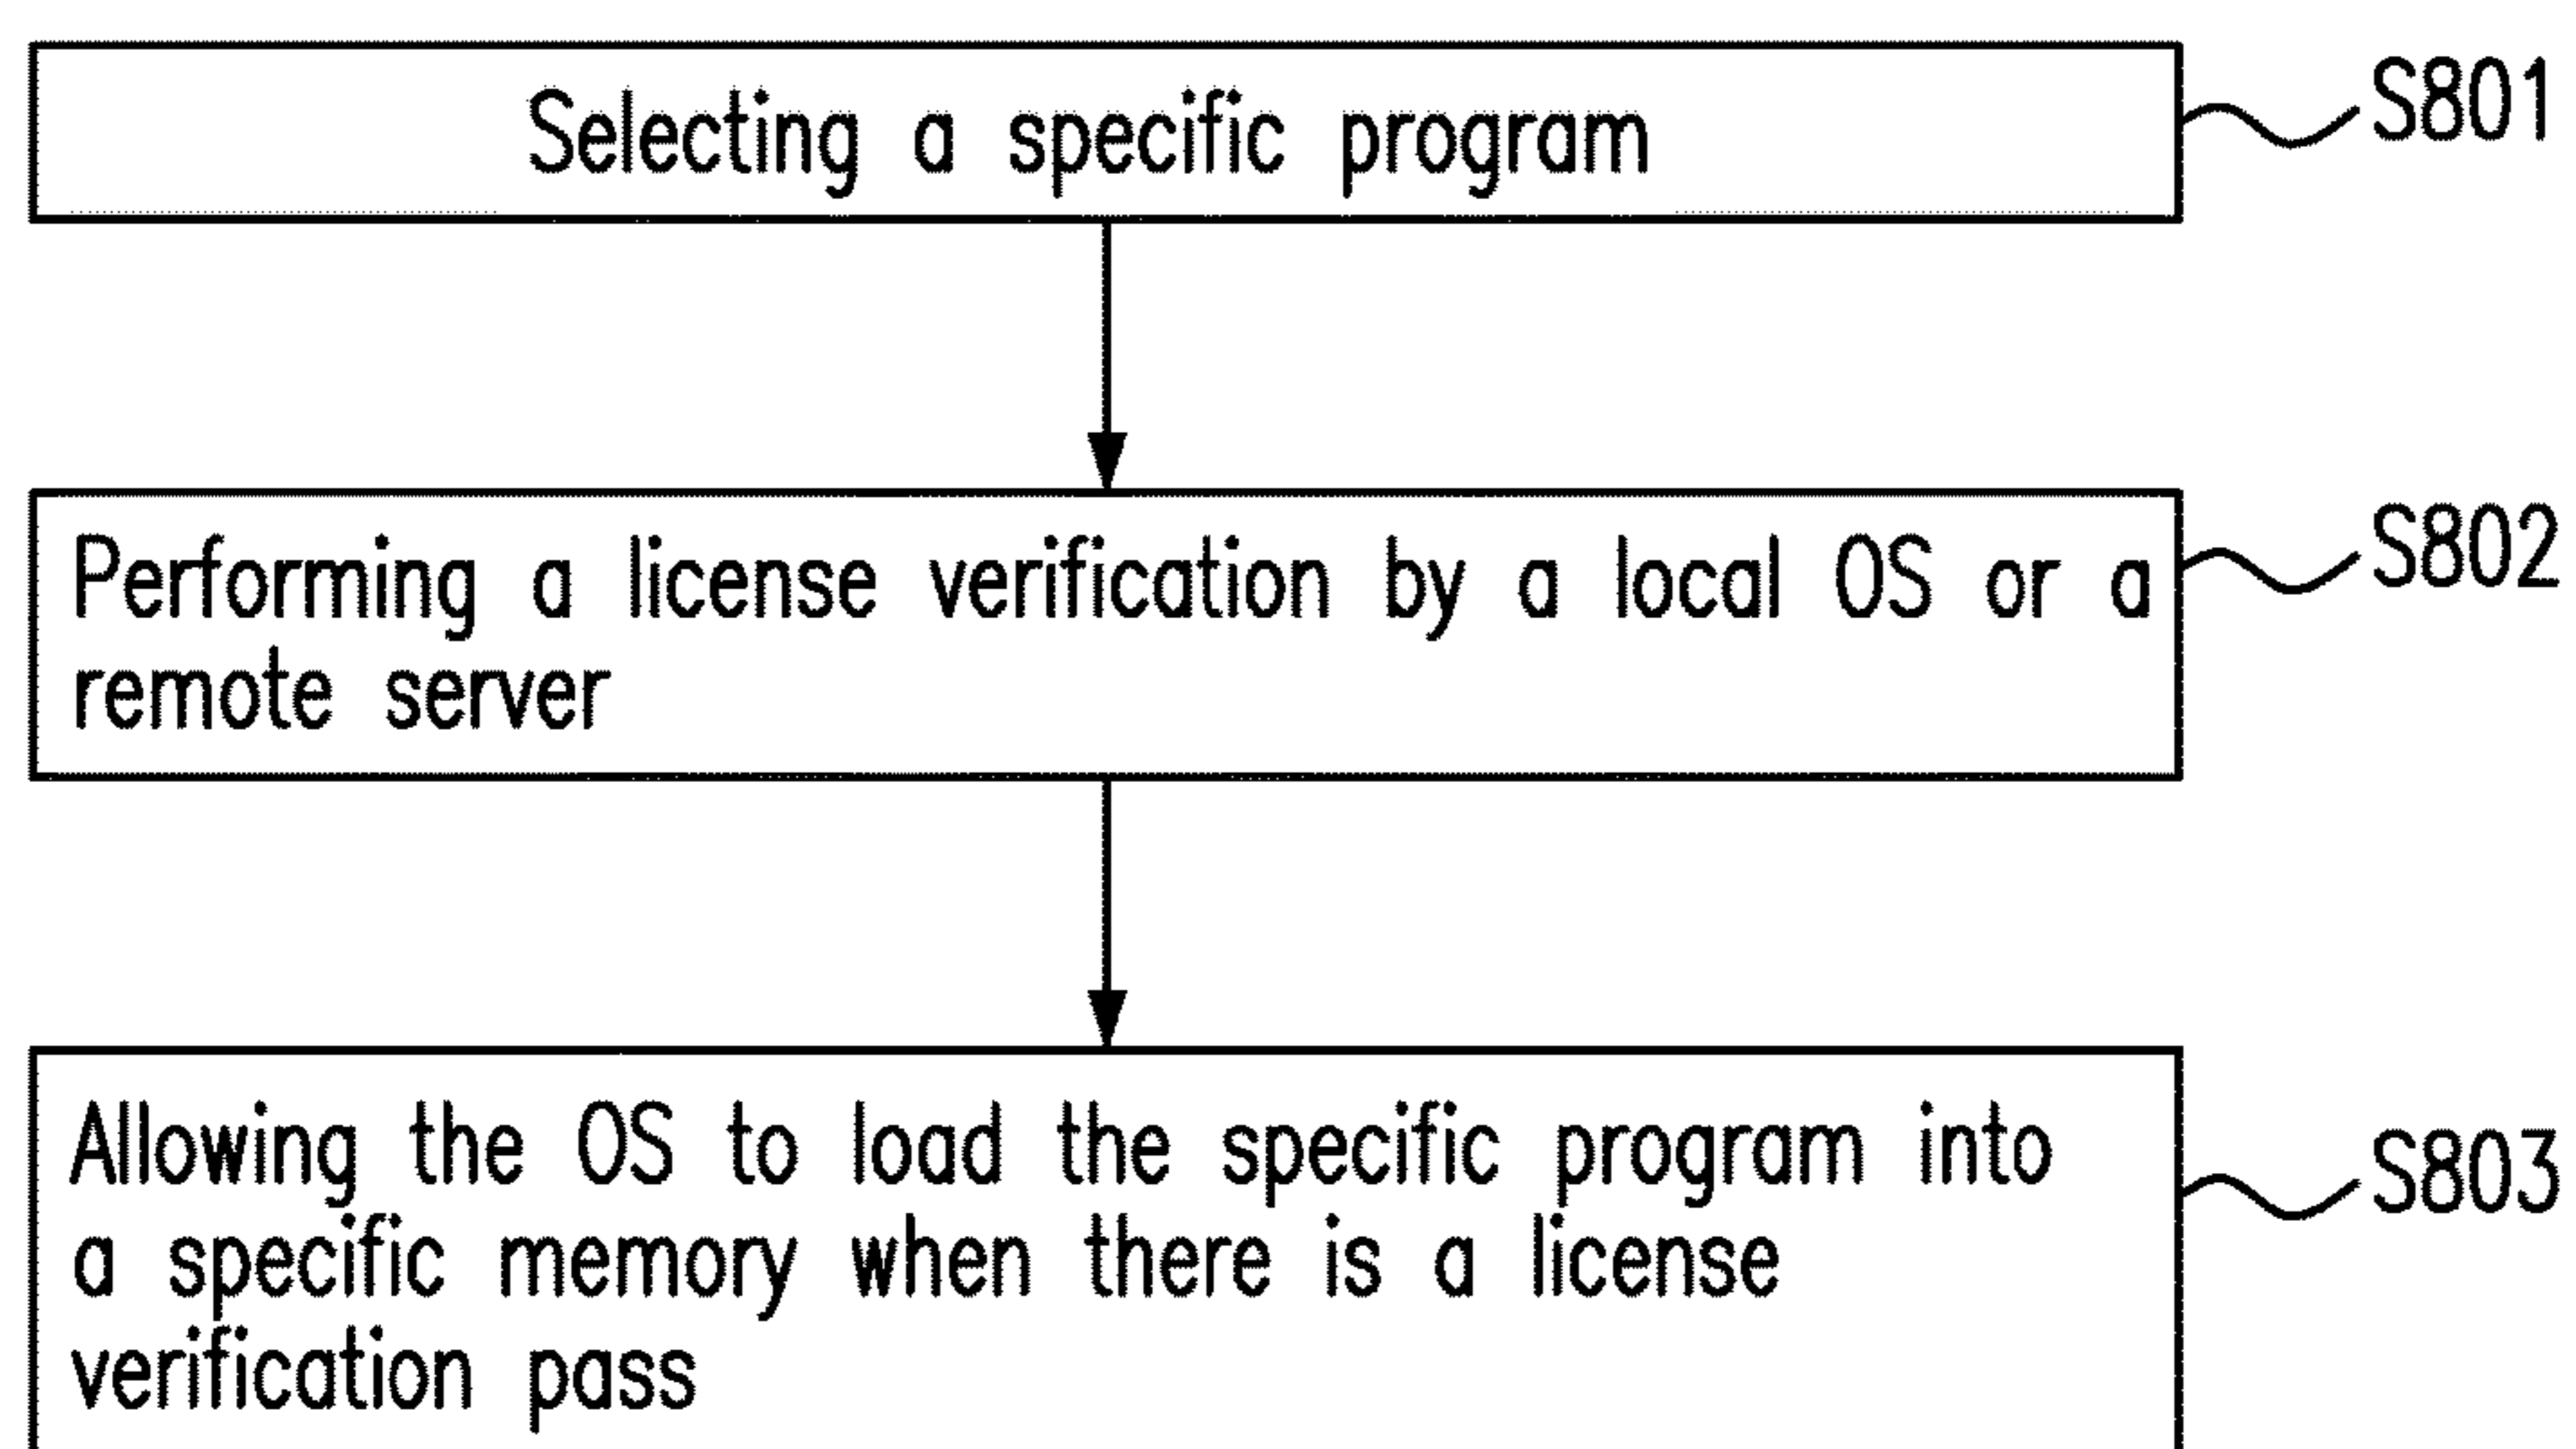 Selecting a specific program
S801
Performing a license verification by a local OS or a
remote server
S802
Allowing the OS to load the specific program into
a specific memory when there is a license
verification pass
S803